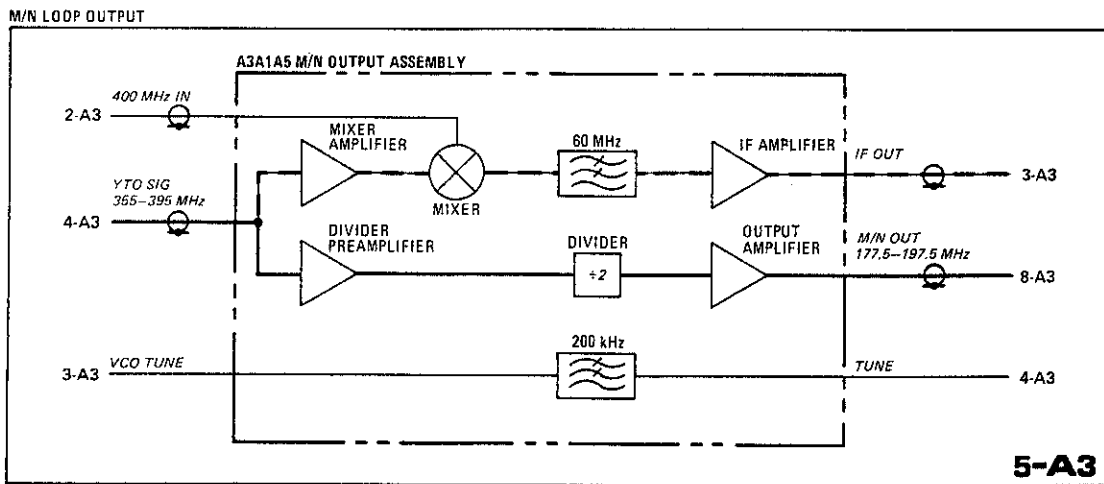 M/N LOOP OUTPUT
A3A1A5 M/N OUTPUT ASSEMBLY
400 MHz IN
2-A3
MIXER
AMPLIFIER
MIXER
60 MHz
IF AMPLIFIER
IF OUT
3-A3
YTO SIG
355–395 MHz
4-A3
DIVIDER
PREAMPLIFIER
DIVIDER
÷2
OUTPUT
AMPLIFIER
M/N OUT
177.5–197.5 MHz
8-A3
3-A3
VCO TUNE
200 kHz
TUNE
4-A3
5-A3